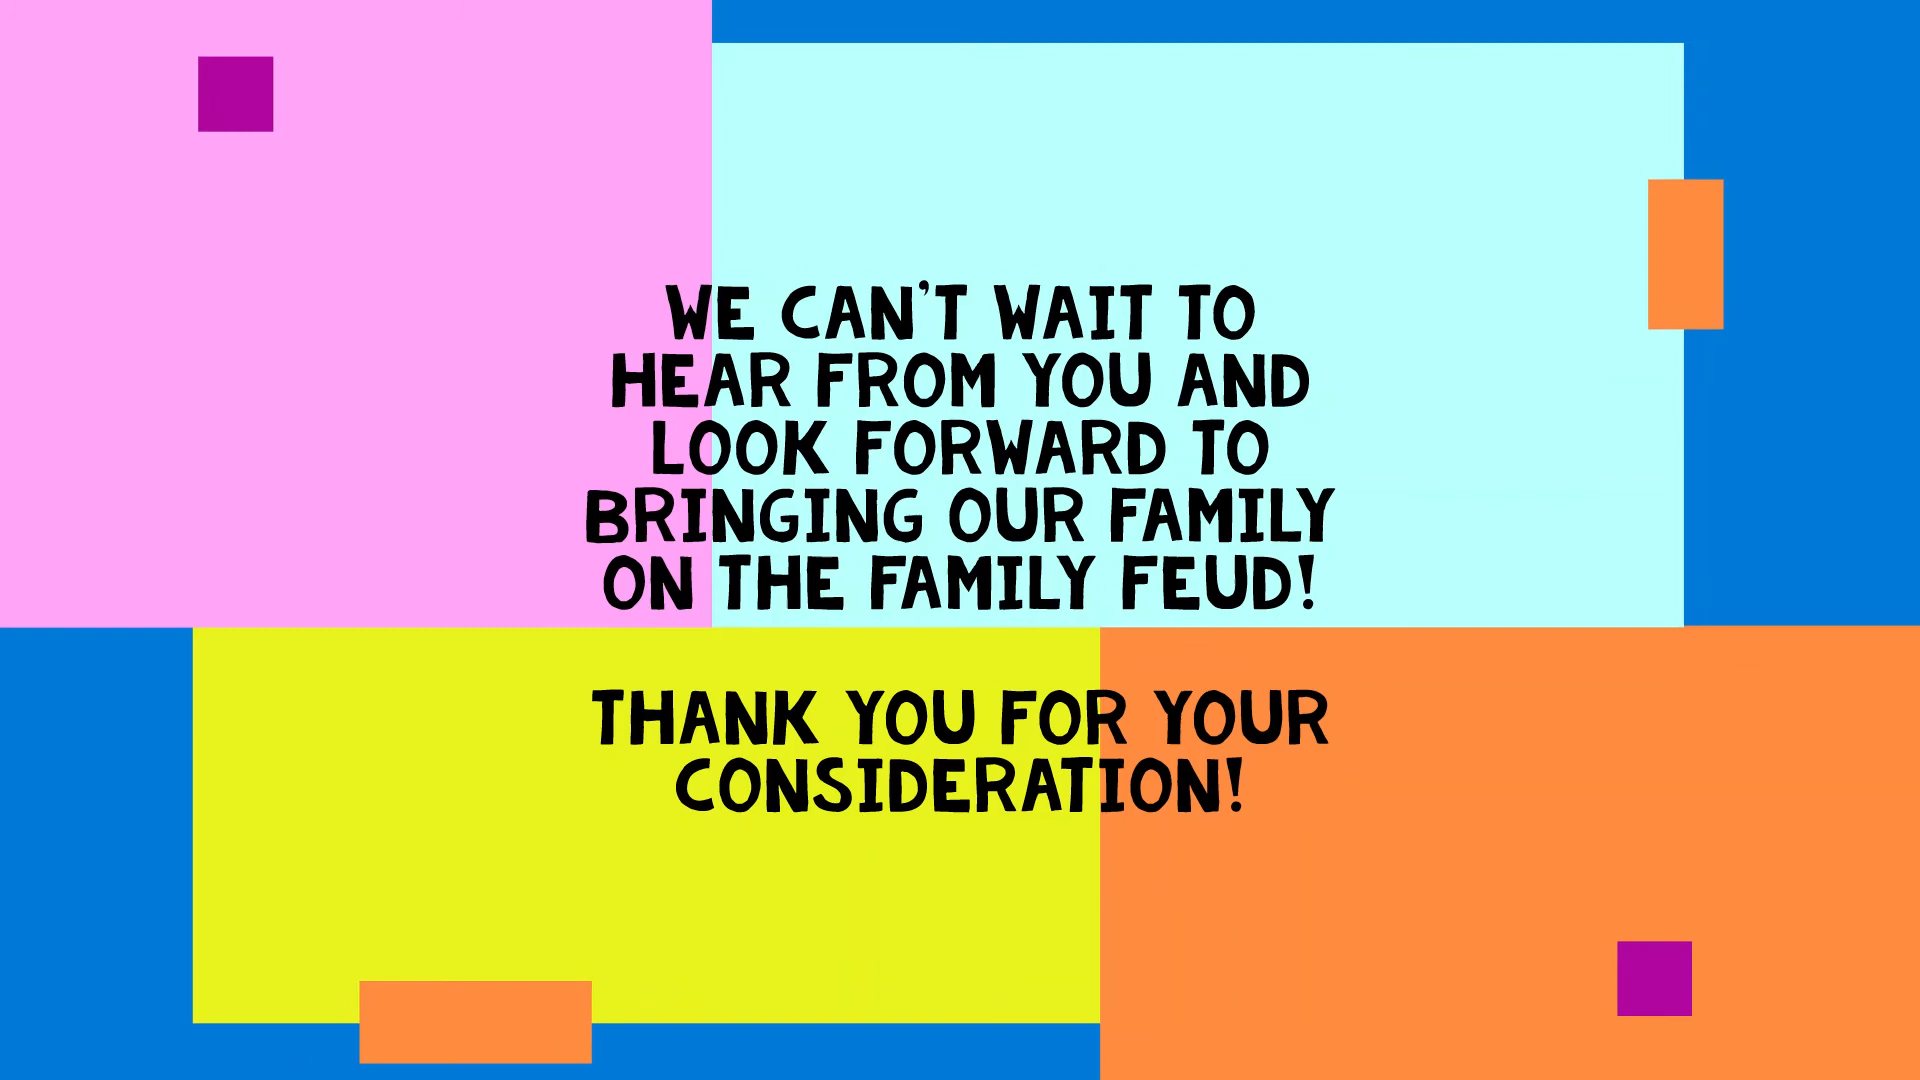 WE CAN'T WAIT TO
HEAR FROM YOU AND
LOOK FORWARD TO
BRINGING OUR FAMILY
ON THE FAMILY FEUD!
THANK YOU FOR YOUR
CONSIDERATION!